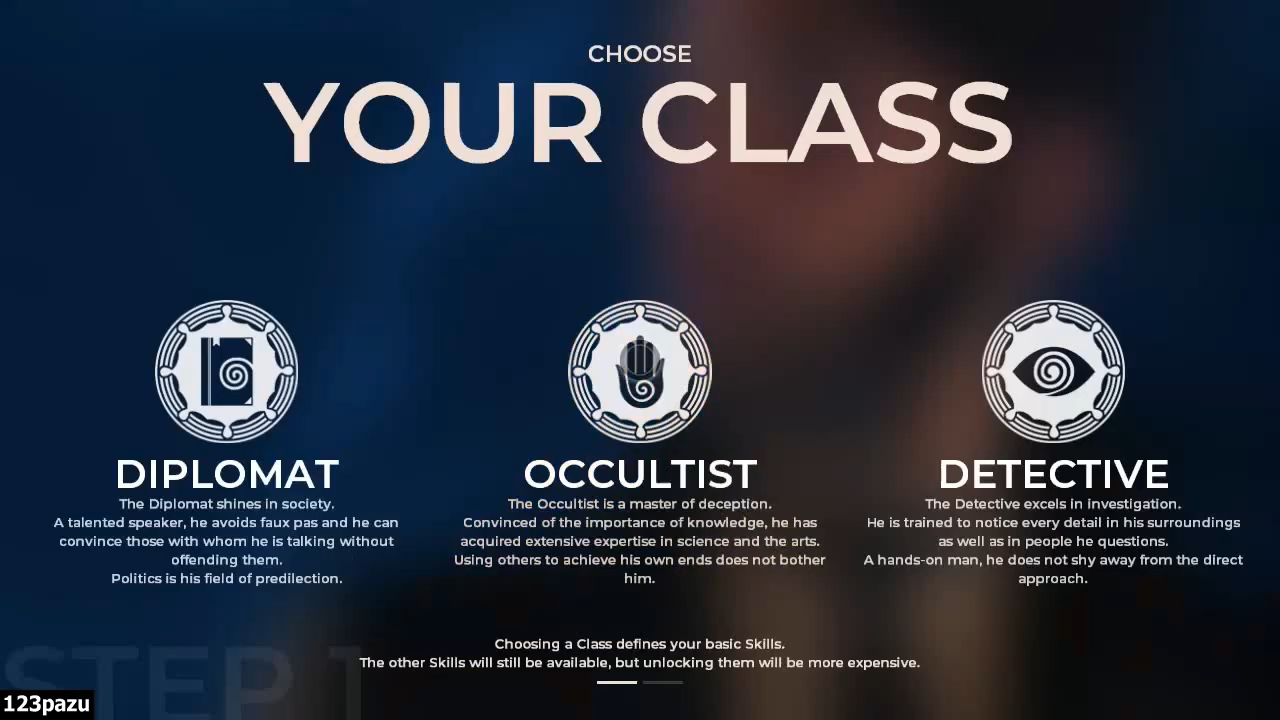 CHOOSE
YOUR CLASS
DIPLOMAT
The Diplomat shines in society.
A talented speaker, he avoids faux pas and he can
convince those with whom he is talking without
offending them.
Politics is his field of predilection.
OCCULTIST
The Occultist is a master of deception.
Convinced of the importance of knowledge, he has
acquired extensive expertise in science and the arts.
Using others to achieve his own ends does not bother
him.
DETECTIVE
The Detective excels in investigation.
He is trained to notice every detail in his surroundings
as well as in people he questions.
A hands-on man, he does not shy away from the direct
approach.
Choosing a Class defines your basic Skills.
The other Skills will still be available, but unlocking them will be more expensive.
STEP 1
123pazu